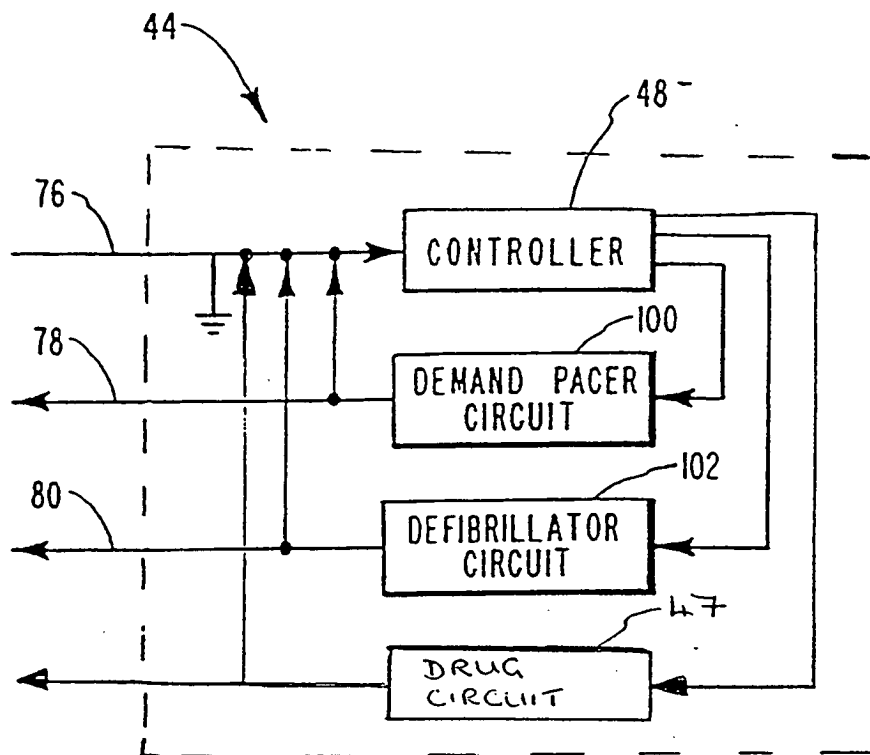 44
48
76
CONTROLLER
100
78
DEMAND PACER
CIRCUIT
102
80
DEFIBRILLATOR
CIRCUIT
47
DRUG
CIRCUIT